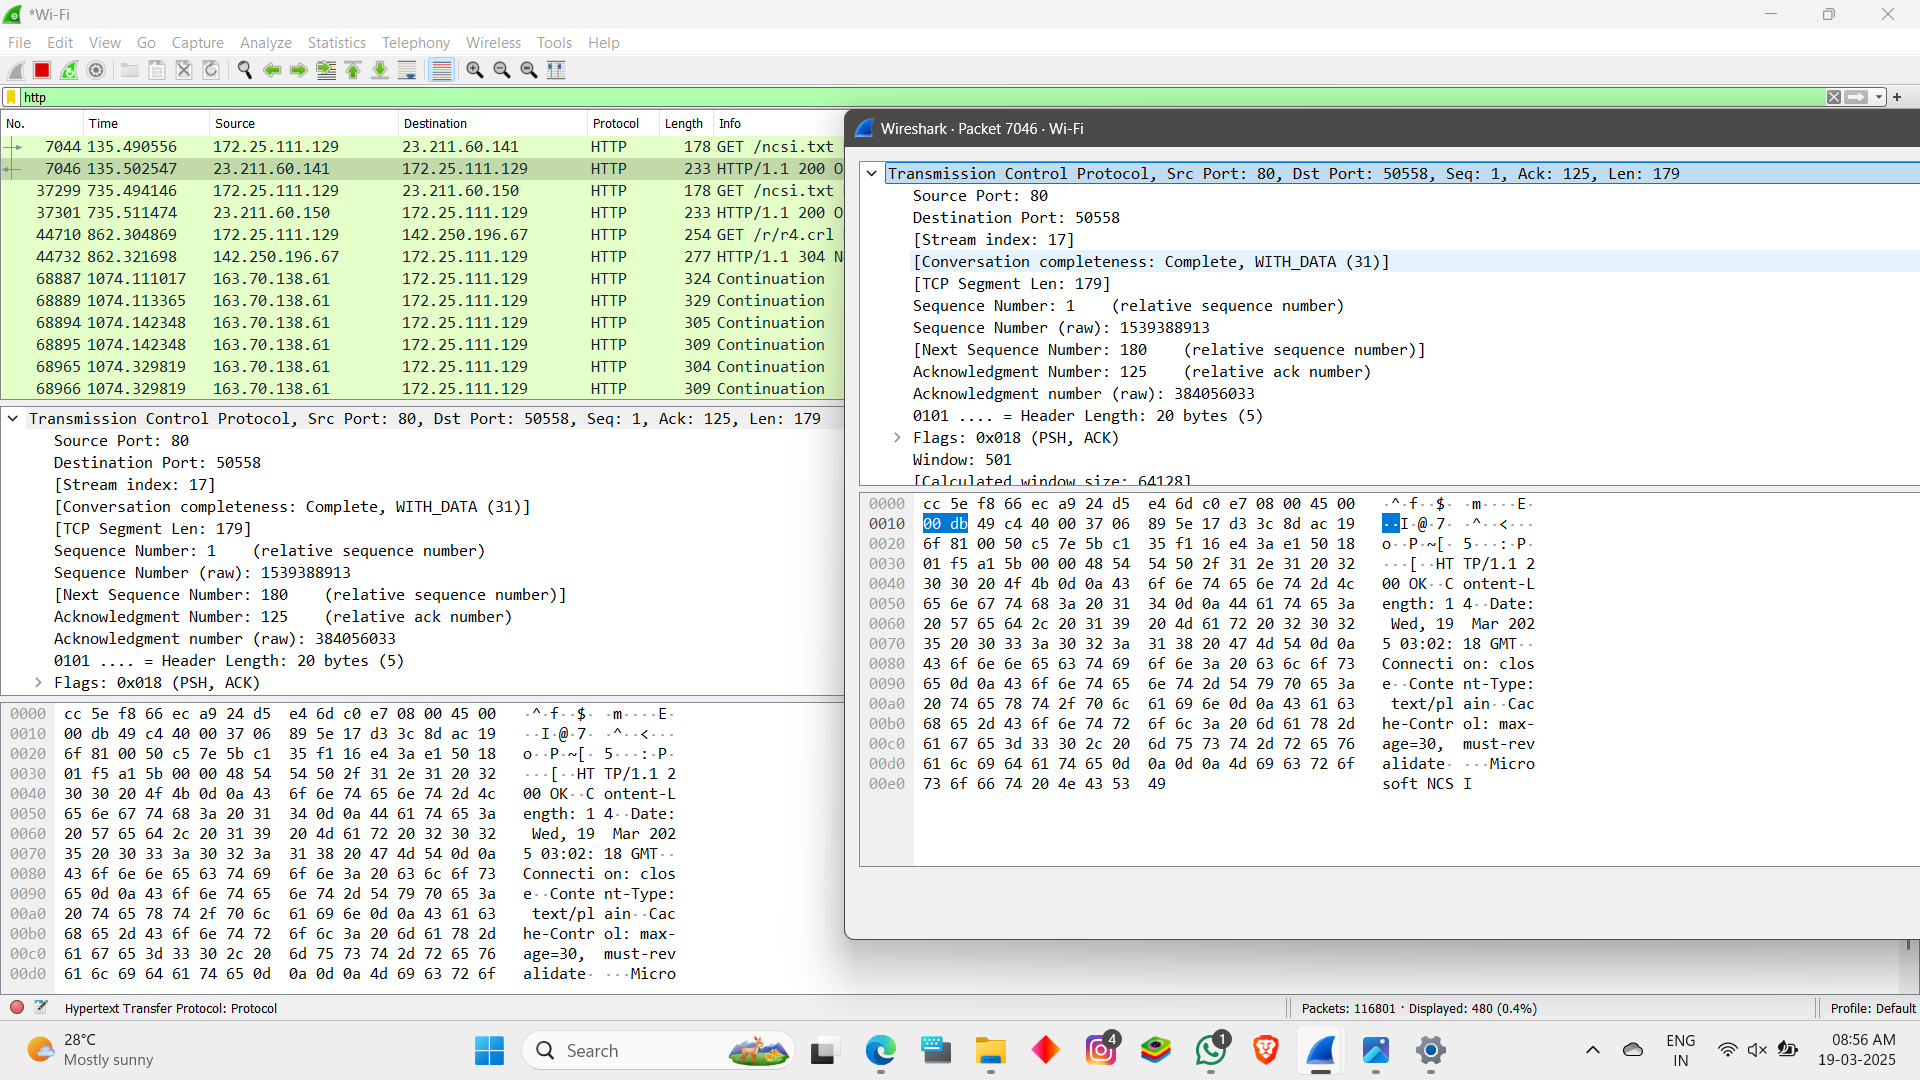 *Wi-Fi
File Edit View Go Capture Analyze Statistics Telephony Wireless Tools Help
http
No. Time Source Destination Protocol Length Info
7044 135.490556 172.25.111.129 23.211.60.141 HTTP 178 GET /ncsi.txt
7046 135.502547 23.211.60.141 172.25.111.129 HTTP 233 HTTP/1.1 200 O
37299 735.494146 172.25.111.129 23.211.60.150 HTTP 178 GET /ncsi.txt
37301 735.511474 23.211.60.150 172.25.111.129 HTTP 233 HTTP/1.1 200 O
44710 862.304869 172.25.111.129 142.250.196.67 HTTP 254 GET /r/r4.crl
44732 862.321698 142.250.196.67 172.25.111.129 HTTP 277 HTTP/1.1 304 N
68887 1074.111017 163.70.138.61 172.25.111.129 HTTP 324 Continuation
68889 1074.113365 163.70.138.61 172.25.111.129 HTTP 329 Continuation
68894 1074.142348 163.70.138.61 172.25.111.129 HTTP 305 Continuation
68895 1074.142348 163.70.138.61 172.25.111.129 HTTP 309 Continuation
68965 1074.329819 163.70.138.61 172.25.111.129 HTTP 304 Continuation
68966 1074.329819 163.70.138.61 172.25.111.129 HTTP 309 Continuation
Transmission Control Protocol, Src Port: 80, Dst Port: 50558, Seq: 1, Ack: 125, Len: 179
Source Port: 80
Destination Port: 50558
[Stream index: 17]
[Conversation completeness: Complete, WITH_DATA (31)]
[TCP Segment Len: 179]
Sequence Number: 1 (relative sequence number)
Sequence Number (raw): 1539388913
[Next Sequence Number: 180 (relative sequence number)]
Acknowledgment Number: 125 (relative ack number)
Acknowledgment number (raw): 384056033
0101 .... = Header Length: 20 bytes (5)
Flags: 0x018 (PSH, ACK)
0000 cc 5e f8 66 ec a9 24 d5 e4 6d c0 e7 08 00 45 00 ·^·f··$· ·m····E·
0010 00 db 49 c4 40 00 37 06 89 5e 17 d3 3c 8d ac 19 ··I·@·7· ·^··<···
0020 6f 81 00 50 c5 7e 5b c1 35 f1 16 e4 3a e1 50 18 o··P·~[· 5···:·P·
0030 01 f5 a1 5b 00 00 48 54 54 50 2f 31 2e 31 20 32 ···[··HT TP/1.1 2
0040 30 30 20 4f 4b 0d 0a 43 6f 6e 74 65 6e 74 2d 4c 00 OK··C ontent-L
0050 65 6e 67 74 68 3a 20 31 34 0d 0a 44 61 74 65 3a ength: 1 4··Date:
0060 20 57 65 64 2c 20 31 39 20 4d 61 72 20 32 30 32 Wed, 19 Mar 202
0070 35 20 30 33 3a 30 32 3a 31 38 20 47 4d 54 0d 0a 5 03:02: 18 GMT··
0080 43 6f 6e 6e 65 63 74 69 6f 6e 3a 20 63 6c 6f 73 Connecti on: clos
0090 65 0d 0a 43 6f 6e 74 65 6e 74 2d 54 79 70 65 3a e··Conte nt-Type:
00a0 20 74 65 78 74 2f 70 6c 61 69 6e 0d 0a 43 61 63 text/pl ain··Cac
00b0 68 65 2d 43 6f 6e 74 72 6f 6c 3a 20 6d 61 78 2d he-Contr ol: max-
00c0 61 67 65 3d 33 30 2c 20 6d 75 73 74 2d 72 65 76 age=30, must-rev
00d0 61 6c 69 64 61 74 65 0d 0a 0d 0a 4d 69 63 72 6f alidate· ···Micro
Wireshark · Packet 7046 · Wi-Fi
Transmission Control Protocol, Src Port: 80, Dst Port: 50558, Seq: 1, Ack: 125, Len: 179
Source Port: 80
Destination Port: 50558
[Stream index: 17]
[Conversation completeness: Complete, WITH_DATA (31)]
[TCP Segment Len: 179]
Sequence Number: 1 (relative sequence number)
Sequence Number (raw): 1539388913
[Next Sequence Number: 180 (relative sequence number)]
Acknowledgment Number: 125 (relative ack number)
Acknowledgment number (raw): 384056033
0101 .... = Header Length: 20 bytes (5)
Flags: 0x018 (PSH, ACK)
Window: 501
[Calculated window size: 64128]
0000 cc 5e f8 66 ec a9 24 d5 e4 6d c0 e7 08 00 45 00 ·^·f··$· ·m····E·
0010 00 db 49 c4 40 00 37 06 89 5e 17 d3 3c 8d ac 19 ··I·@·7· ·^··<···
0020 6f 81 00 50 c5 7e 5b c1 35 f1 16 e4 3a e1 50 18 o··P·~[· 5···:·P·
0030 01 f5 a1 5b 00 00 48 54 54 50 2f 31 2e 31 20 32 ···[··HT TP/1.1 2
0040 30 30 20 4f 4b 0d 0a 43 6f 6e 74 65 6e 74 2d 4c 00 OK··C ontent-L
0050 65 6e 67 74 68 3a 20 31 34 0d 0a 44 61 74 65 3a ength: 1 4··Date:
0060 20 57 65 64 2c 20 31 39 20 4d 61 72 20 32 30 32 Wed, 19 Mar 202
0070 35 20 30 33 3a 30 32 3a 31 38 20 47 4d 54 0d 0a 5 03:02: 18 GMT··
0080 43 6f 6e 6e 65 63 74 69 6f 6e 3a 20 63 6c 6f 73 Connecti on: clos
0090 65 0d 0a 43 6f 6e 74 65 6e 74 2d 54 79 70 65 3a e··Conte nt-Type:
00a0 20 74 65 78 74 2f 70 6c 61 69 6e 0d 0a 43 61 63 text/pl ain··Cac
00b0 68 65 2d 43 6f 6e 74 72 6f 6c 3a 20 6d 61 78 2d he-Contr ol: max-
00c0 61 67 65 3d 33 30 2c 20 6d 75 73 74 2d 72 65 76 age=30, must-rev
00d0 61 6c 69 64 61 74 65 0d 0a 0d 0a 4d 69 63 72 6f alidate· ···Micro
00e0 73 6f 66 74 20 4e 43 53 49 soft NCS I
Hypertext Transfer Protocol: Protocol
Packets: 116801 · Displayed: 480 (0.4%)
Profile: Default
28°C
Mostly sunny
Search
4
1
ENG
IN
08:56 AM
19-03-2025